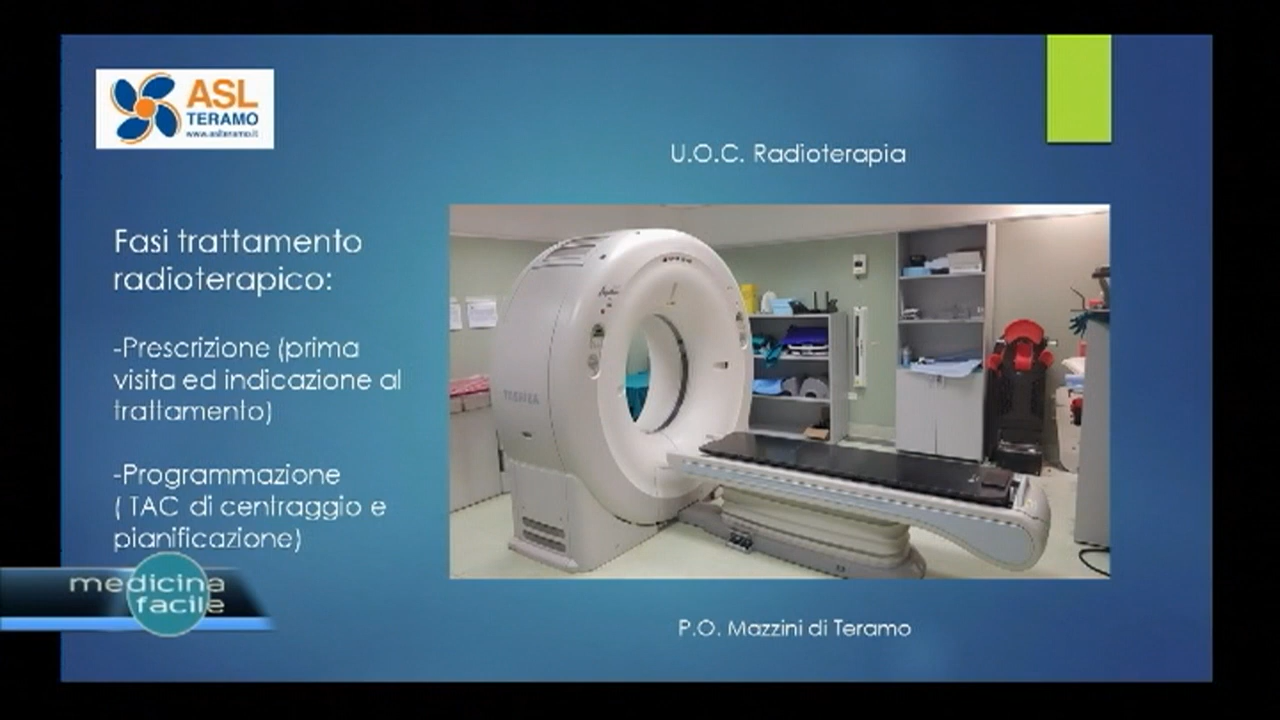 ASL
TERAMO
www.aslteramo.it
U.O.C. Radioterapia
Fasi trattamento
radioterapico:
-Prescrizione (prima
visita ed indicazione al
trattamento)
-Programmazione
( TAC di centraggio e
pianificazione)
TOSHIBA
medicina
facile
P.O. Mazzini di Teramo